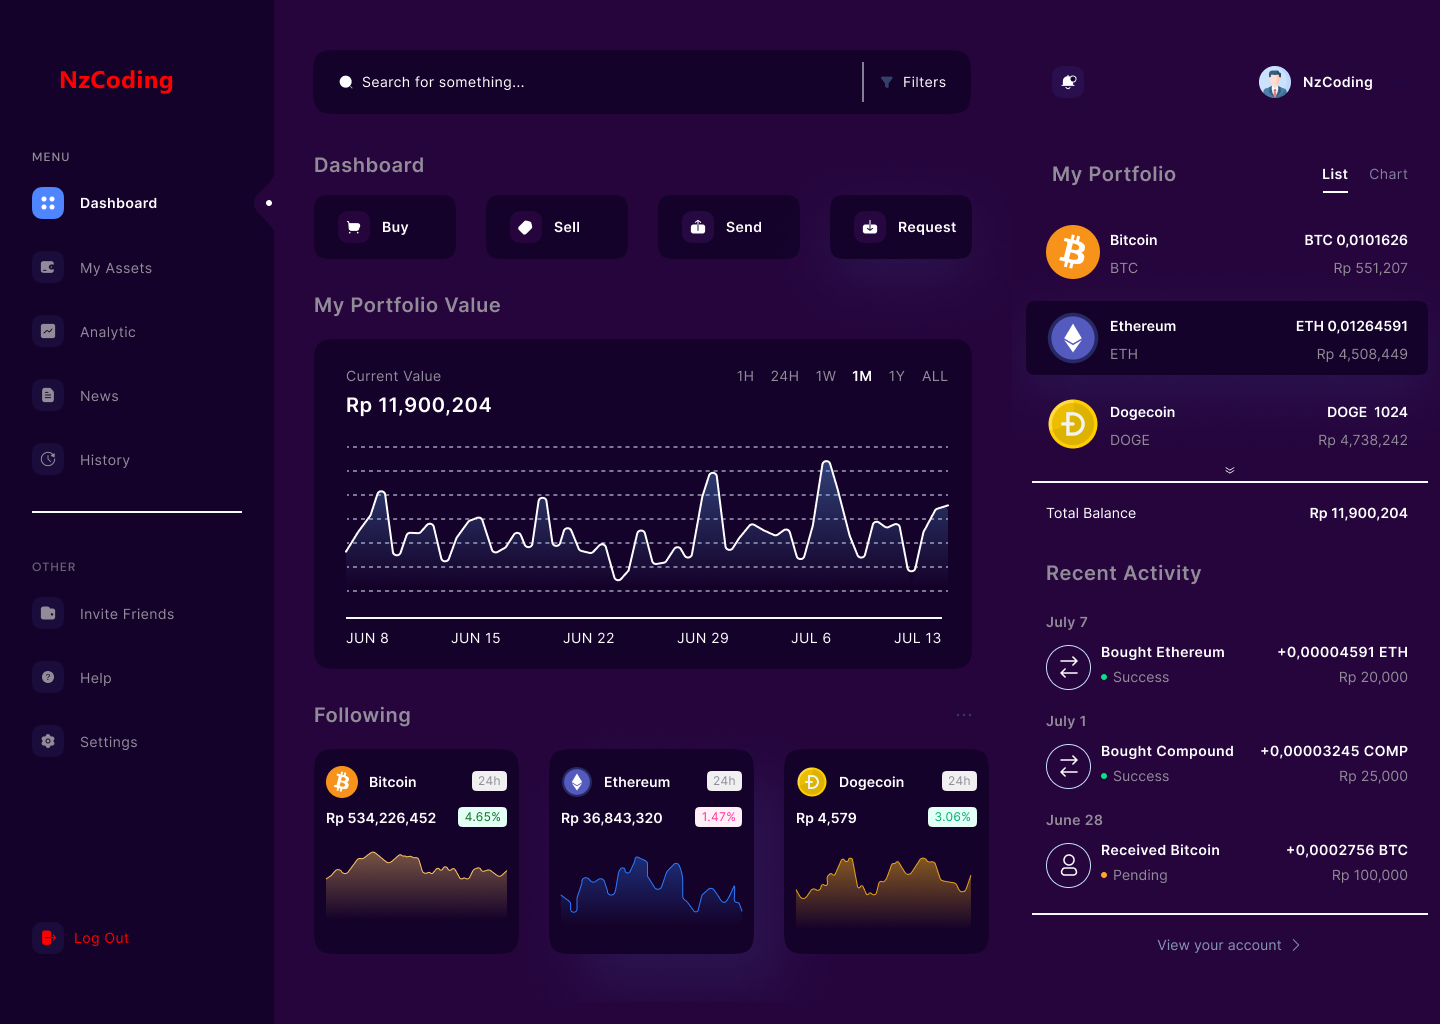 NzCoding
MENU
Dashboard
My Assets
Analytic
News
History
OTHER
Invite Friends
Help
Settings
Log Out
Search for something...
Filters
NzCoding
Dashboard
Buy
Sell
Send
Request
My Portfolio Value
Current Value
1H 24H 1W 1M 1Y ALL
Rp 11,900,204
JUN 8 JUN 15 JUN 22 JUN 29 JUL 6 JUL 13
Following
...
Bitcoin 24h
Rp 534,226,452 4.65%
Ethereum 24h
Rp 36,843,320 1.47%
Dogecoin 24h
Rp 4,579 3.06%
My Portfolio
List Chart
Bitcoin BTC 0,0101626
BTC Rp 551,207
Ethereum ETH 0,01264591
ETH Rp 4,508,449
Dogecoin DOGE 1024
DOGE Rp 4,738,242
Total Balance Rp 11,900,204
Recent Activity
July 7
Bought Ethereum +0,00004591 ETH
Success Rp 20,000
July 1
Bought Compound +0,00003245 COMP
Success Rp 25,000
June 28
Received Bitcoin +0,0002756 BTC
Pending Rp 100,000
View your account